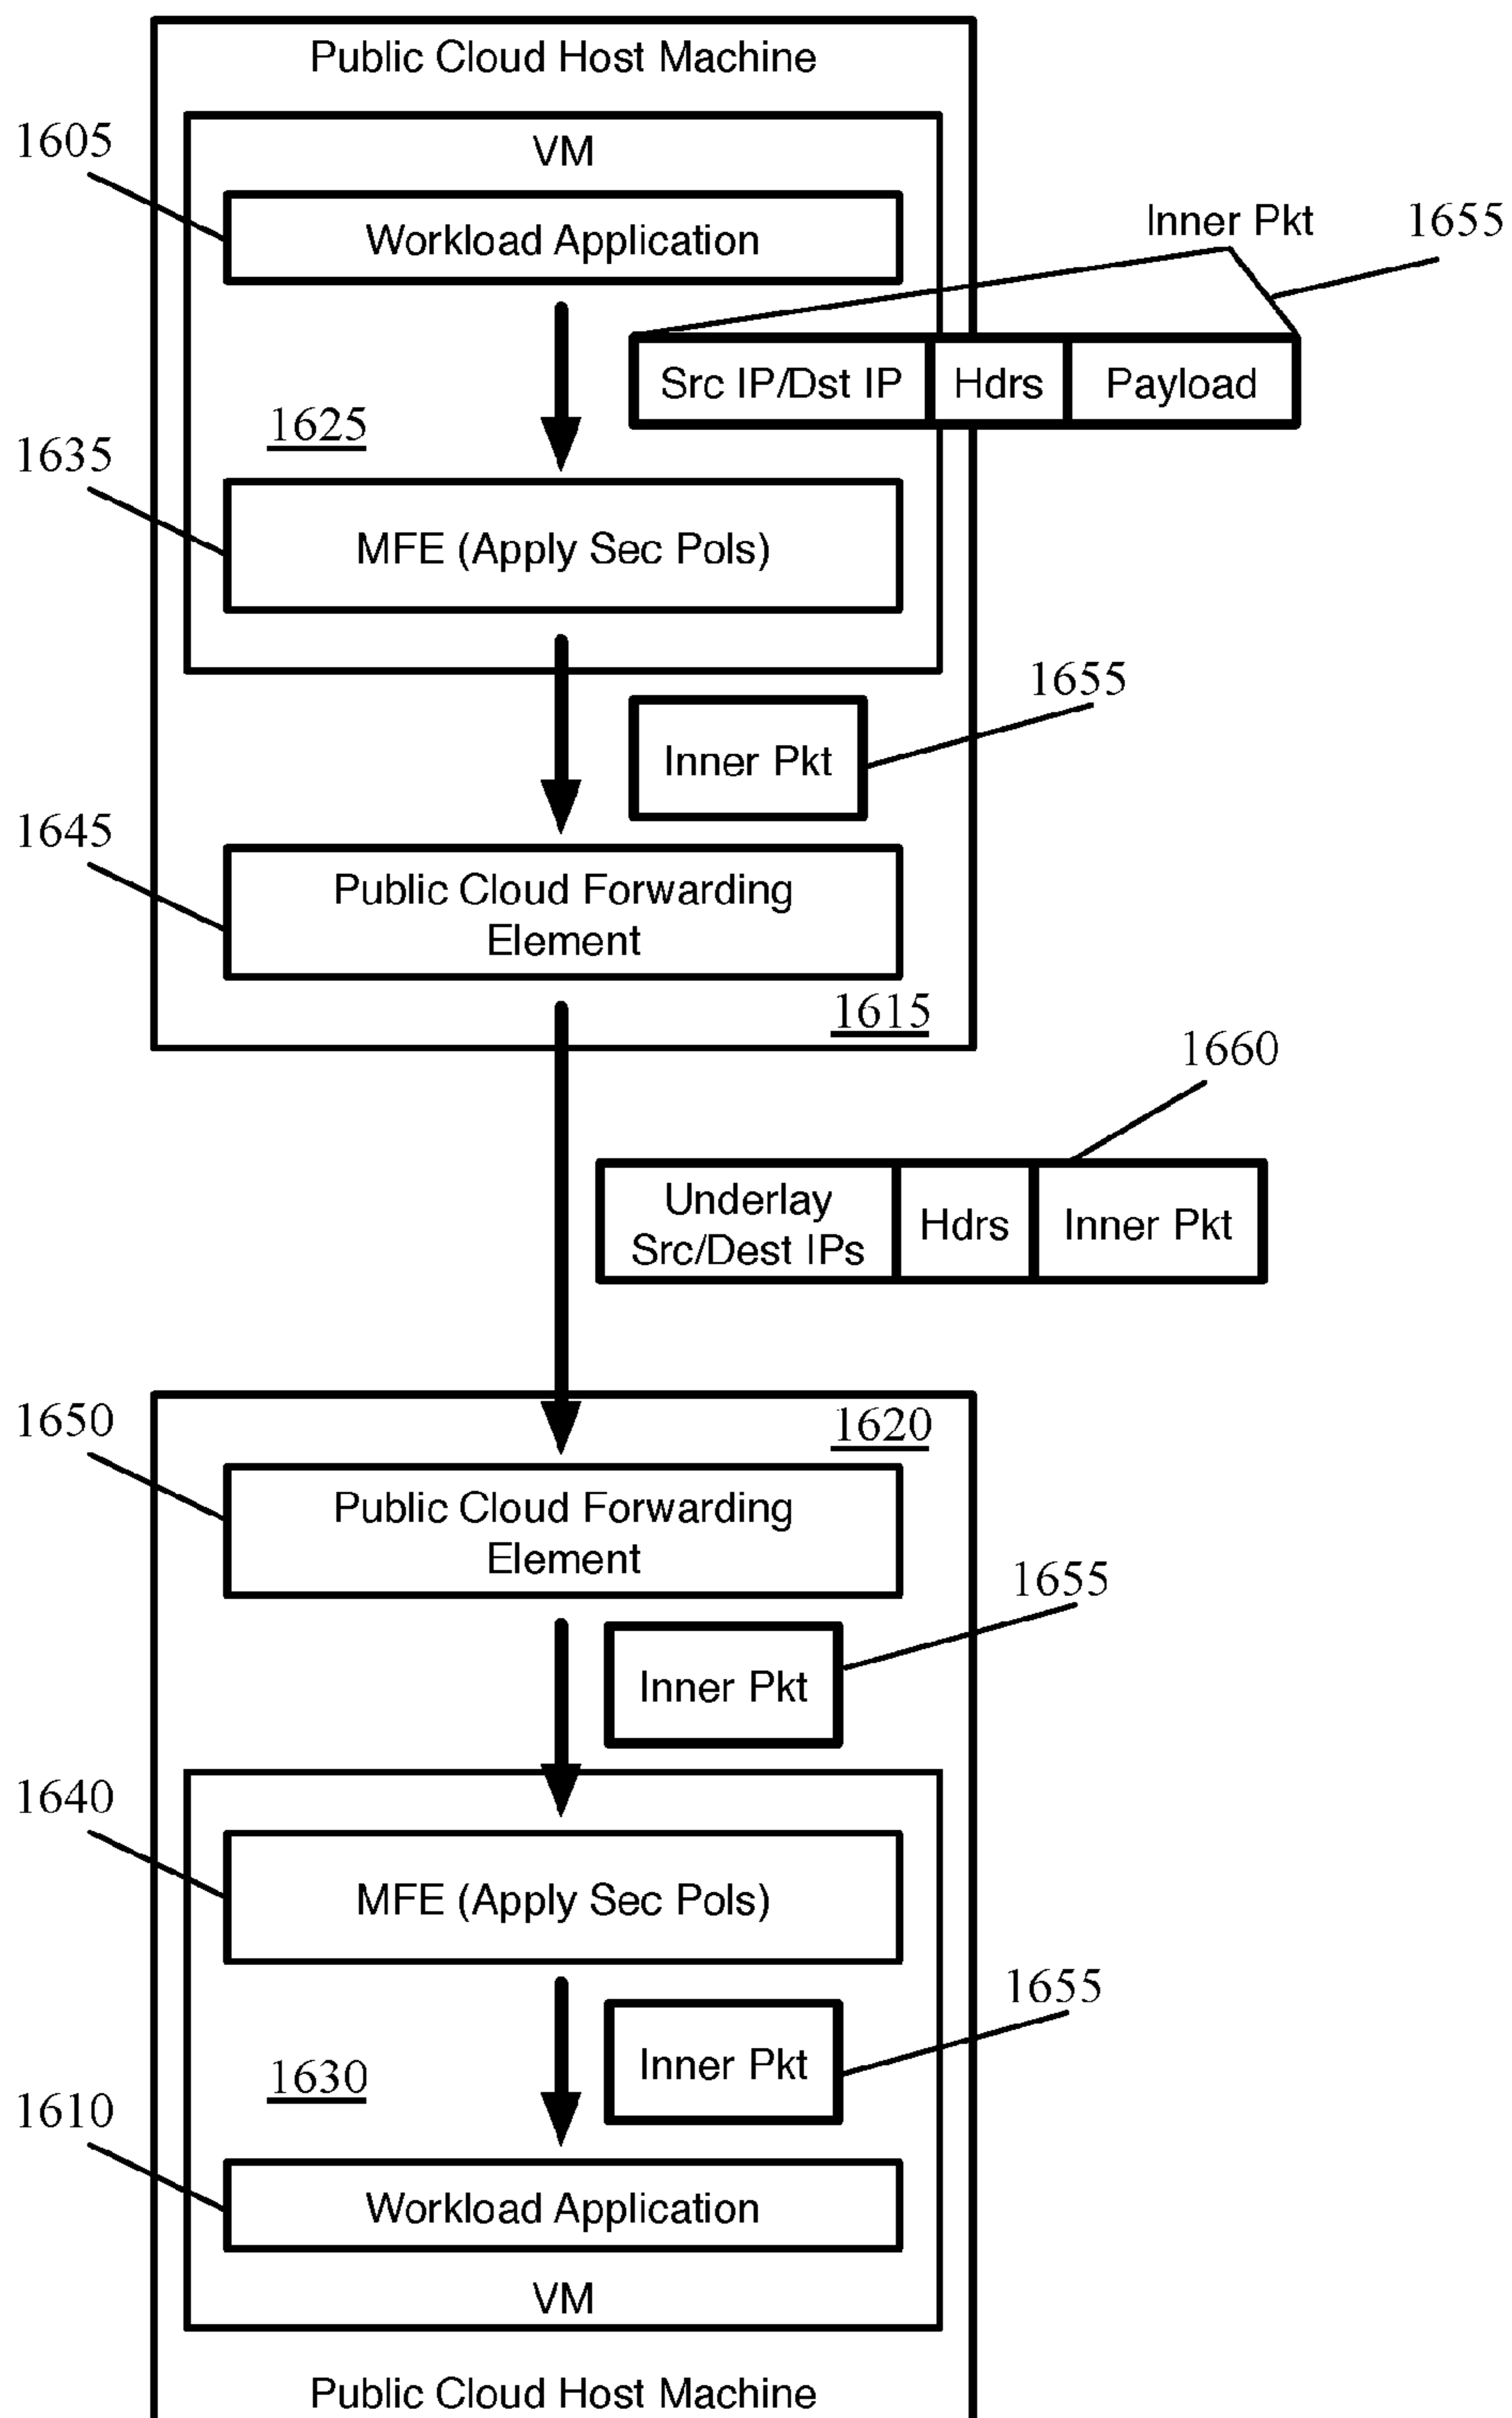 Public Cloud Host Machine
VM
1605
Workload Application
Inner Pkt
1655
Src IP/Dst IP
Hdrs
Payload
1625
1635
MFE (Apply Sec Pols)
1655
Inner Pkt
1645
Public Cloud Forwarding
Element
1615
1660
Underlay
Src/Dest IPs
Hdrs
Inner Pkt
1650
1620
Public Cloud Forwarding
Element
1655
Inner Pkt
1640
MFE (Apply Sec Pols)
1655
Inner Pkt
1630
1610
Workload Application
VM
Public Cloud Host Machine